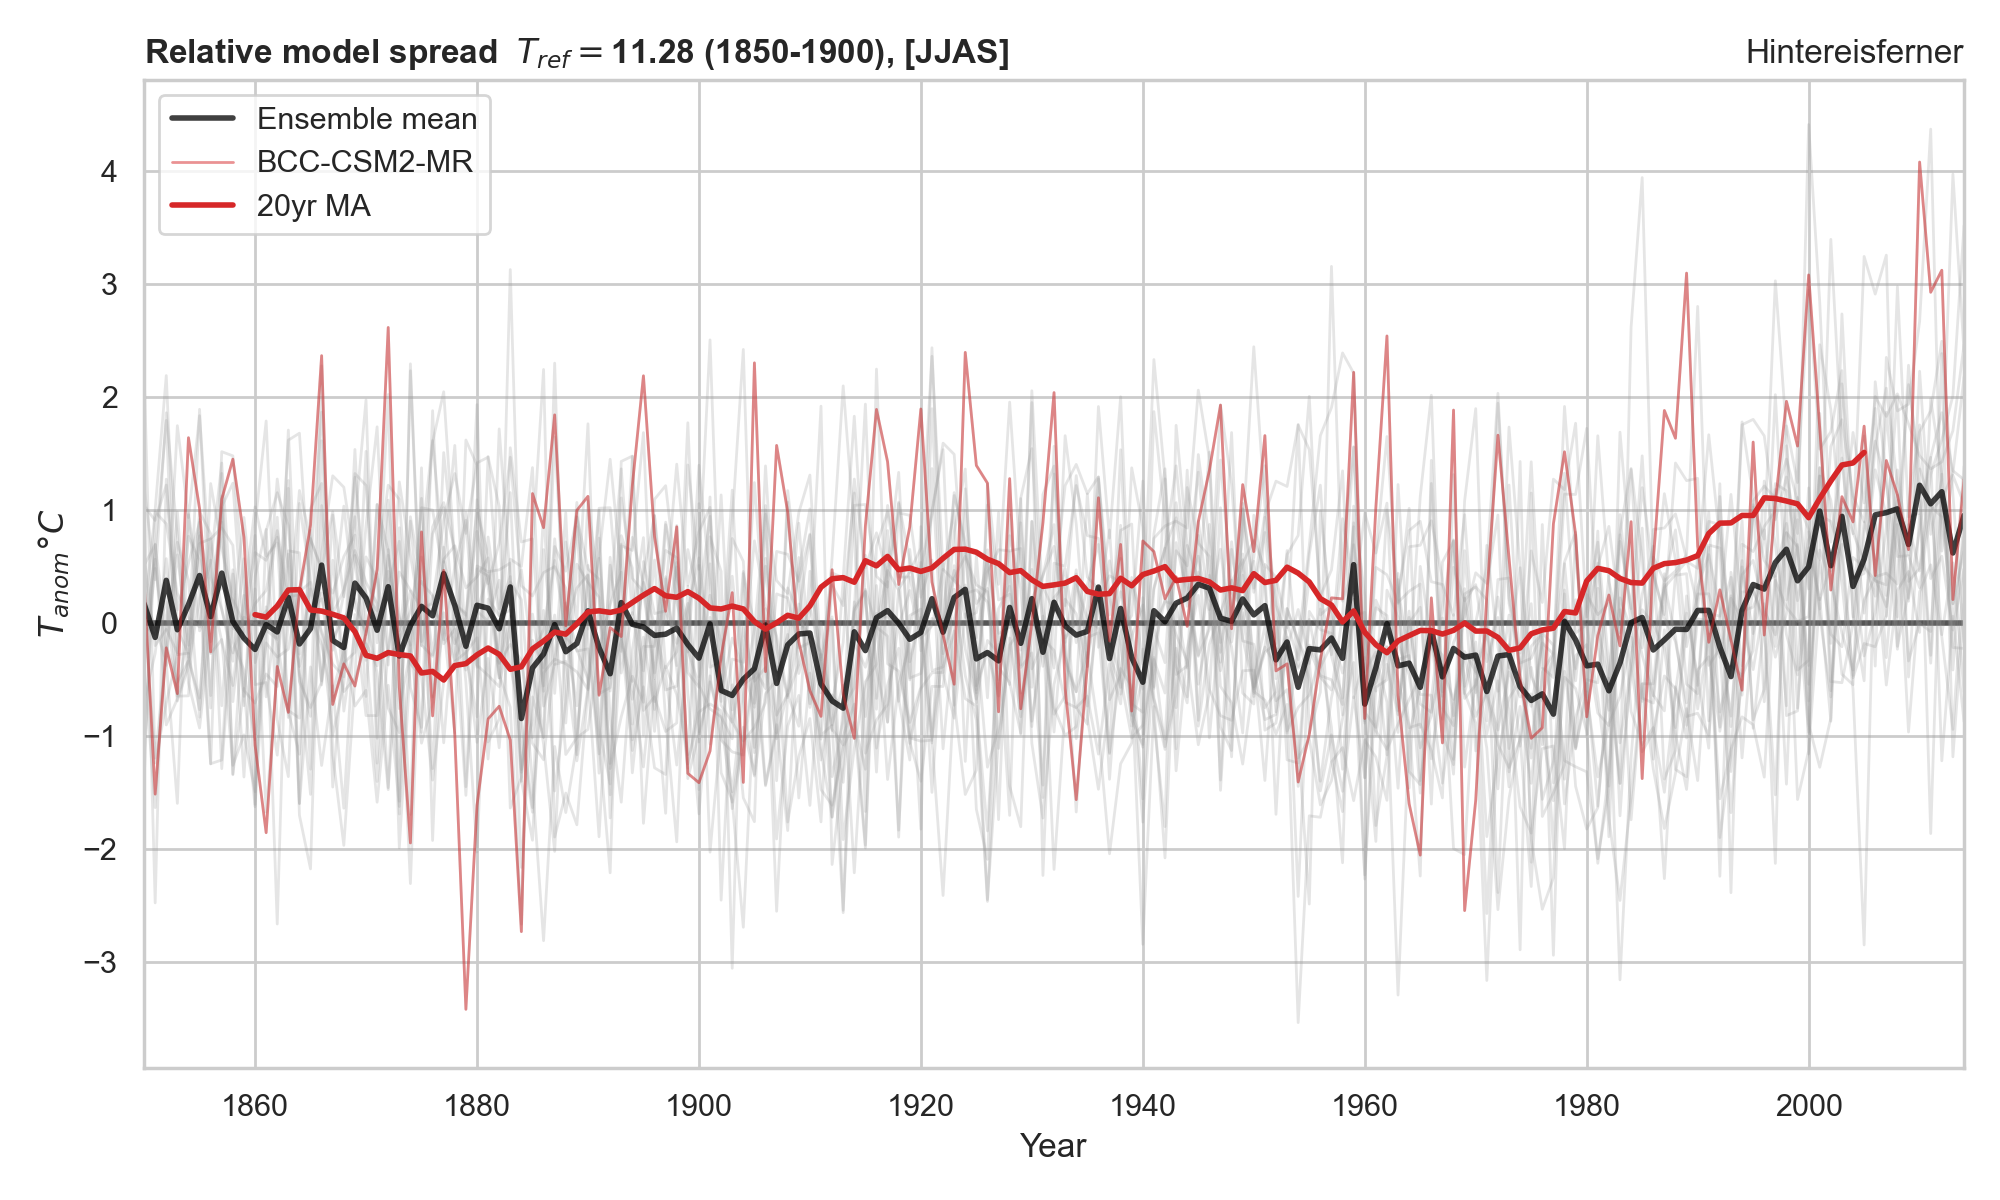 Relative model spread T_ref = 11.28 (1850-1900), [JJAS]
Hintereisferner
Ensemble mean
BCC-CSM2-MR
20yr MA
T_anom °C
4
3
2
1
0
−1
−2
−3
1860 1880 1900 1920 1940 1960 1980 2000
Year